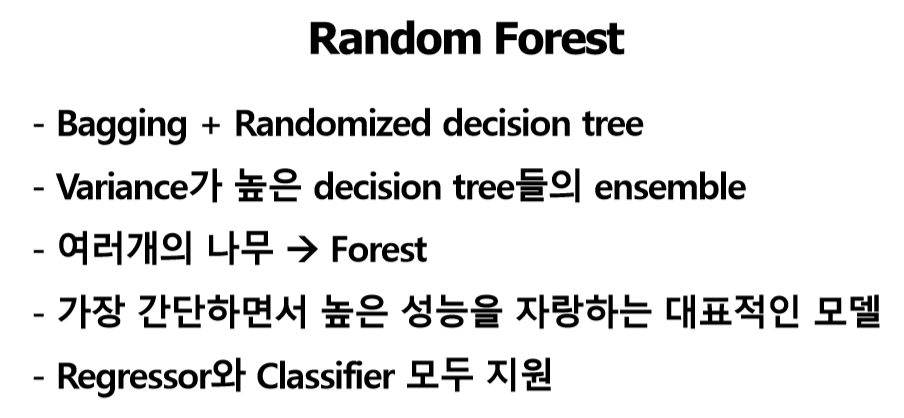 Random Forest
- Bagging + Randomized decision tree
- Variance가 높은 decision tree들의 ensemble
- 여러개의 나무 → Forest
- 가장 간단하면서 높은 성능을 자랑하는 대표적인 모델
- Regressor와 Classifier 모두 지원